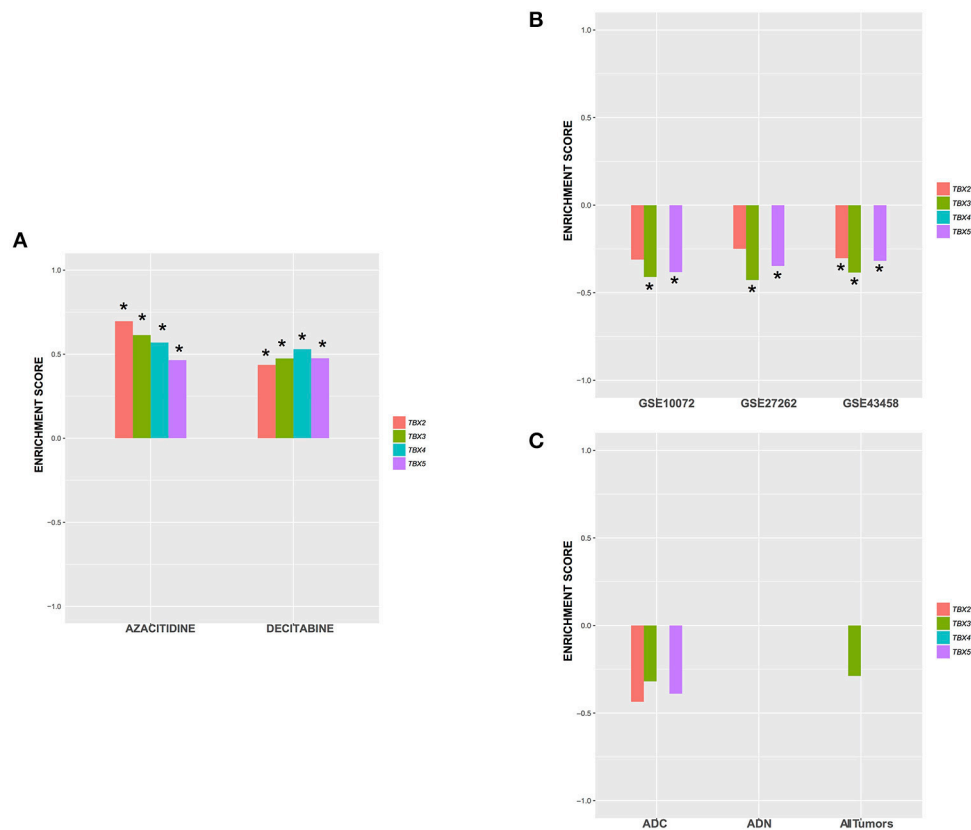 A
ENRICHMENT SCORE
1.0
0.5
0.0
−0.5
−1.0
* * * * * * * *
AZACITIDINE DECITABINE
TBX2
TBX3
TBX4
TBX5
B
ENRICHMENT SCORE
1.0
0.5
0.0
−0.5
−1.0
* * * * * * *
GSE10072 GSE27262 GSE43458
TBX2
TBX3
TBX4
TBX5
C
ENRICHMENT SCORE
1.0
0.5
0.0
−0.5
−1.0
ADC ADN AllTumors
TBX2
TBX3
TBX4
TBX5